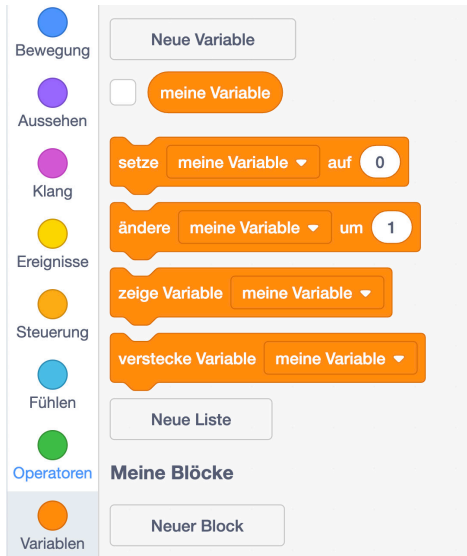 Bewegung
Aussehen
Klang
Ereignisse
Steuerung
Fühlen
Operatoren
Variablen
Neue Variable
meine Variable
setze meine Variable auf 0
ändere meine Variable um 1
zeige Variable meine Variable
verstecke Variable meine Variable
Neue Liste
Meine Blöcke
Neuer Block